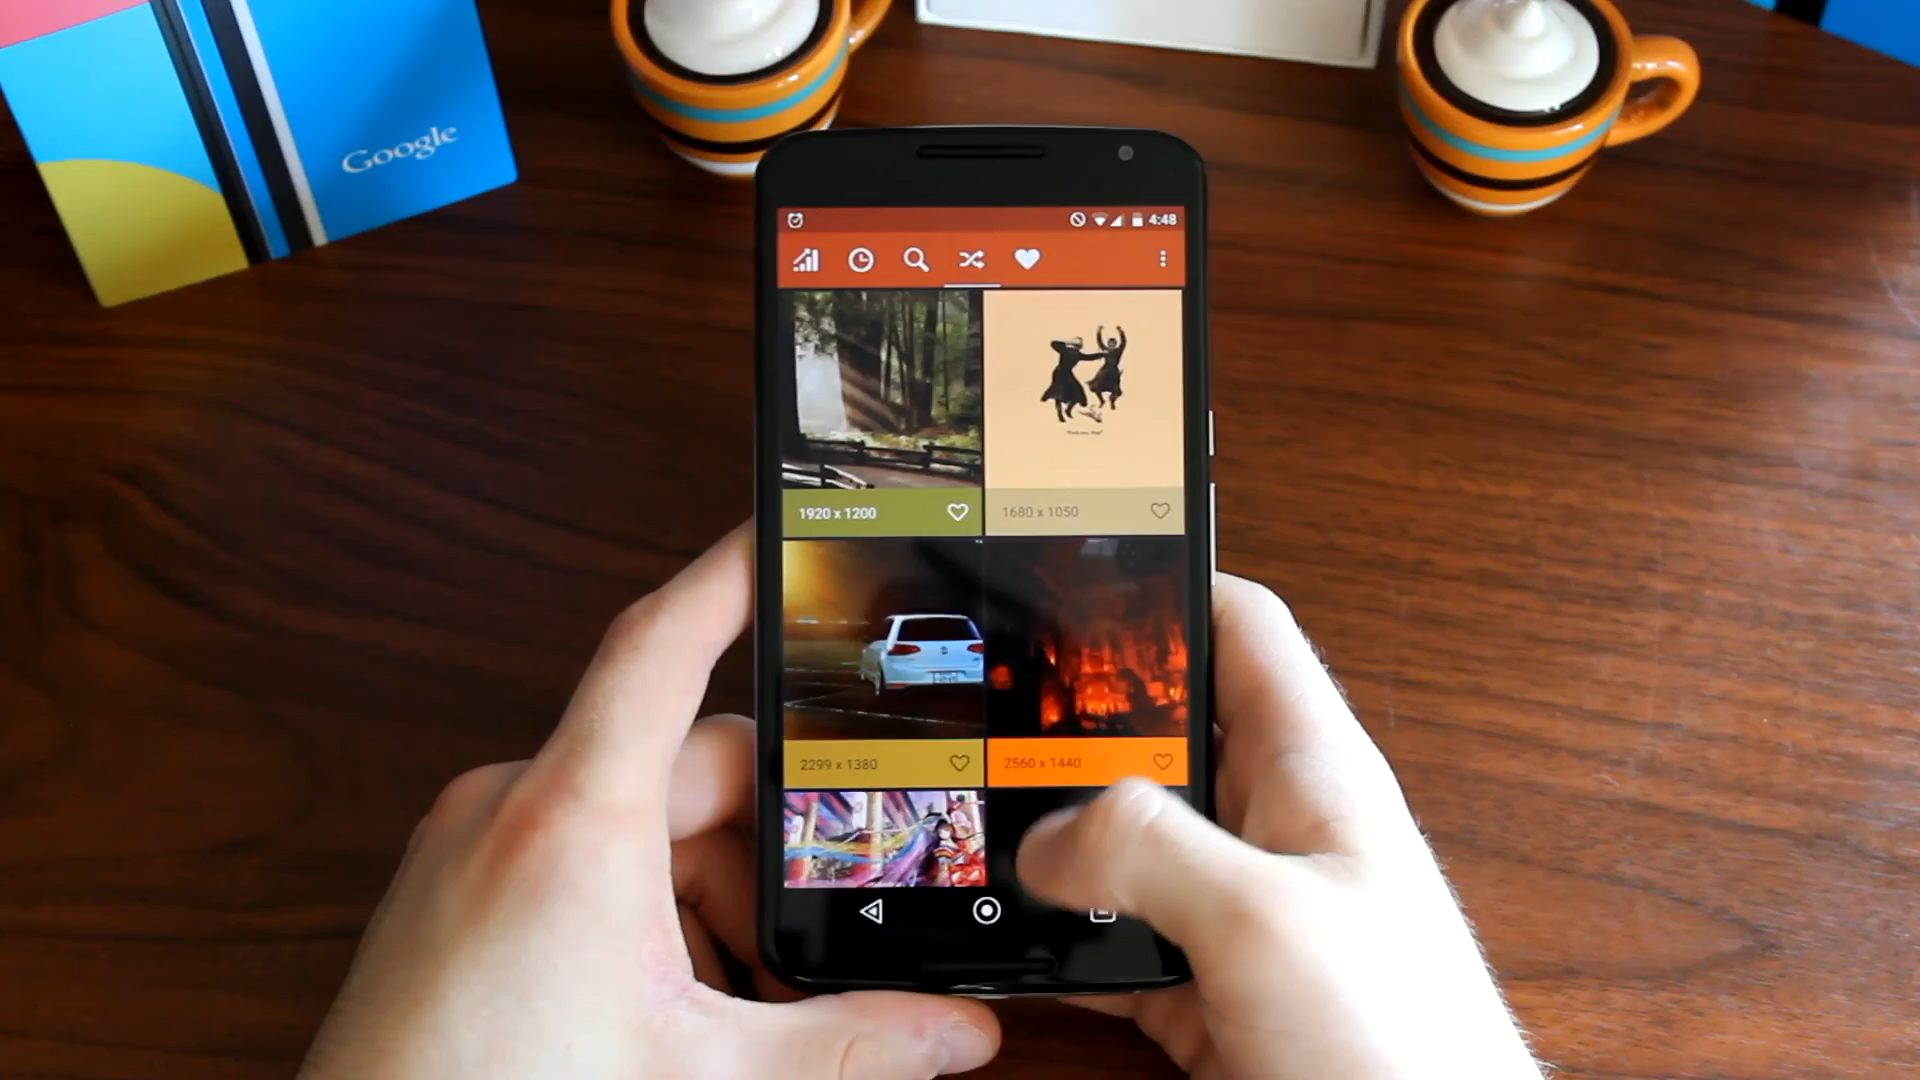 Google
4:48
1920 x 1200
1680 x 1050
2299 x 1380
2560 x 1440